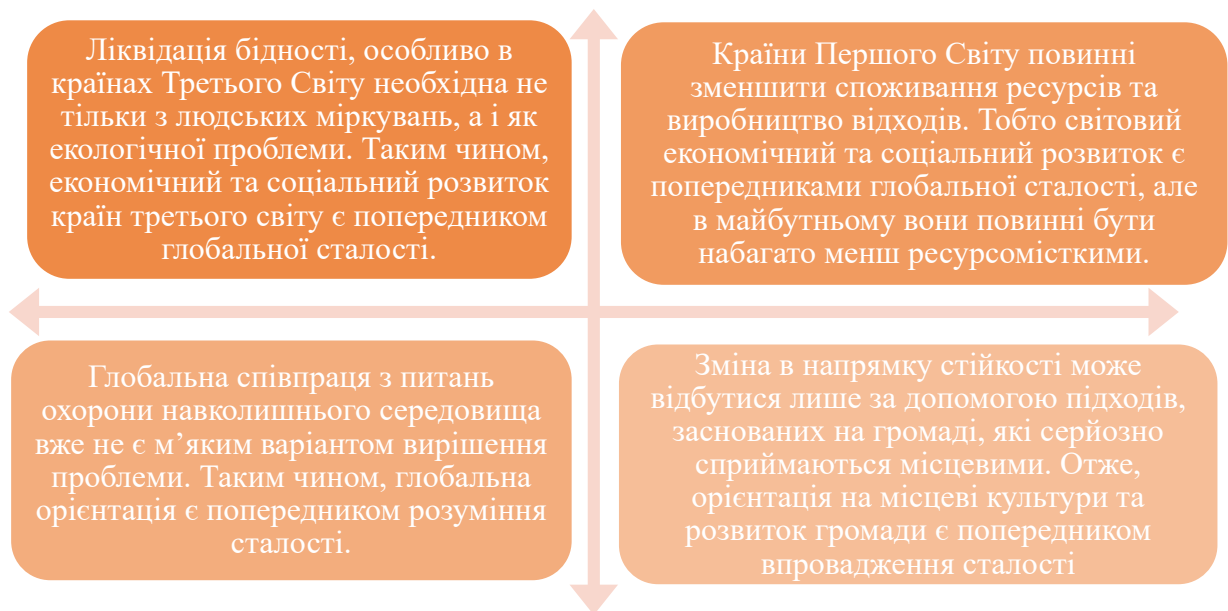 Ліквідація бідності, особливо в
країнах Третього Світу необхідна не
тільки з людських міркувань, а і як
екологічної проблеми. Таким чином,
економічний та соціальний розвиток
країн третього світу є попередником
глобальної сталості.
Країни Першого Світу повинні
зменшити споживання ресурсів та
виробництво відходів. Тобто світовий
економічний та соціальний розвиток є
попередниками глобальної сталості, але
в майбутньому вони повинні бути
набагато менш ресурсомісткими.
Глобальна співпраця з питань
охорони навколишнього середовища
вже не є м’яким варіантом вирішення
проблеми. Таким чином, глобальна
орієнтація є попередником розуміння
сталості.
Зміна в напрямку стійкості може
відбутися лише за допомогою підходів,
заснованих на громаді, які серйозно
сприймаються місцевими. Отже,
орієнтація на місцеві культури та
розвиток громади є попередником
впровадження сталості